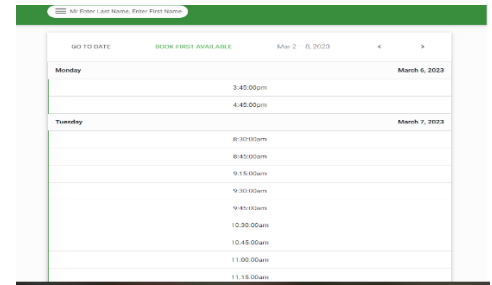 Mr Enter Last Name, Enter First Name
GO TO DATE BOOK FIRST AVAILABLE Mar 2 8, 2023 < >
Monday March 6, 2023
3:45:00pm
4:45:00pm
Tuesday March 7, 2023
8:30:00am
8:45:00am
9:15:00am
9:30:00am
9:45:00am
10:30:00am
10:45:00am
11:00:00am
11:15:00am